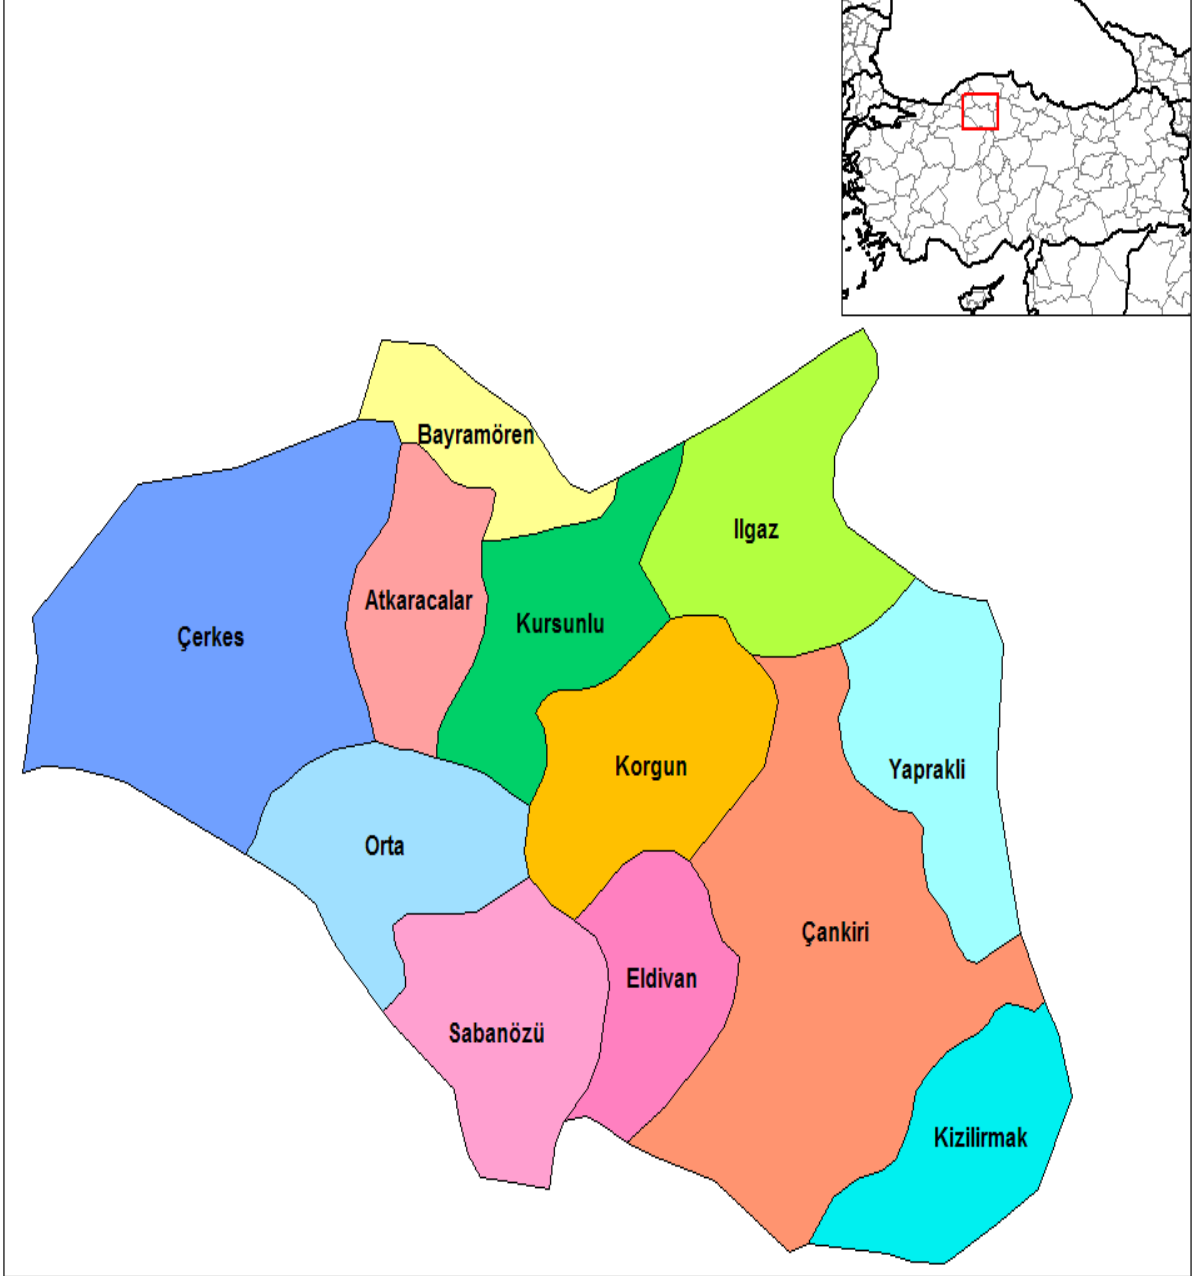 Bayramören
Ilgaz
Atkaracalar
Kursunlu
Çerkes
Korgun
Yaprakli
Orta
Çankiri
Eldivan
Sabanözü
Kizilirmak